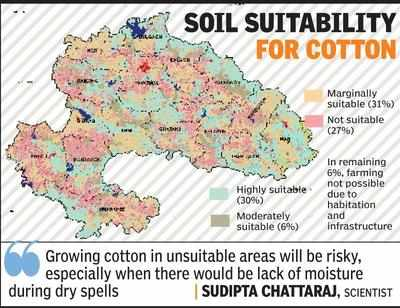 SOIL SUITABILITY
FOR COTTON
Marginally
suitable (31%)
Not suitable
(27%)
In remaining
6%, farming
not possible
due to
habitation
and
infrastructure
Highly suitable
(30%)
Moderately
suitable (6%)
Growing cotton in unsuitable areas will be risky,
especially when there would be lack of moisture
during dry spells
SUDIPTA CHATTARAJ, SCIENTIST